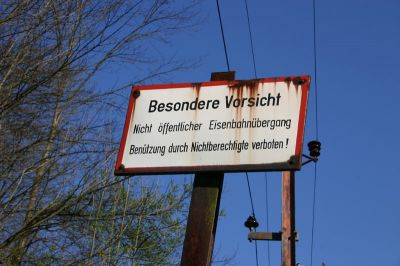 Besondere Vorsicht
Nicht öffentlicher Eisenbahnübergang
Benützung durch Nichtberechtigte verboten!